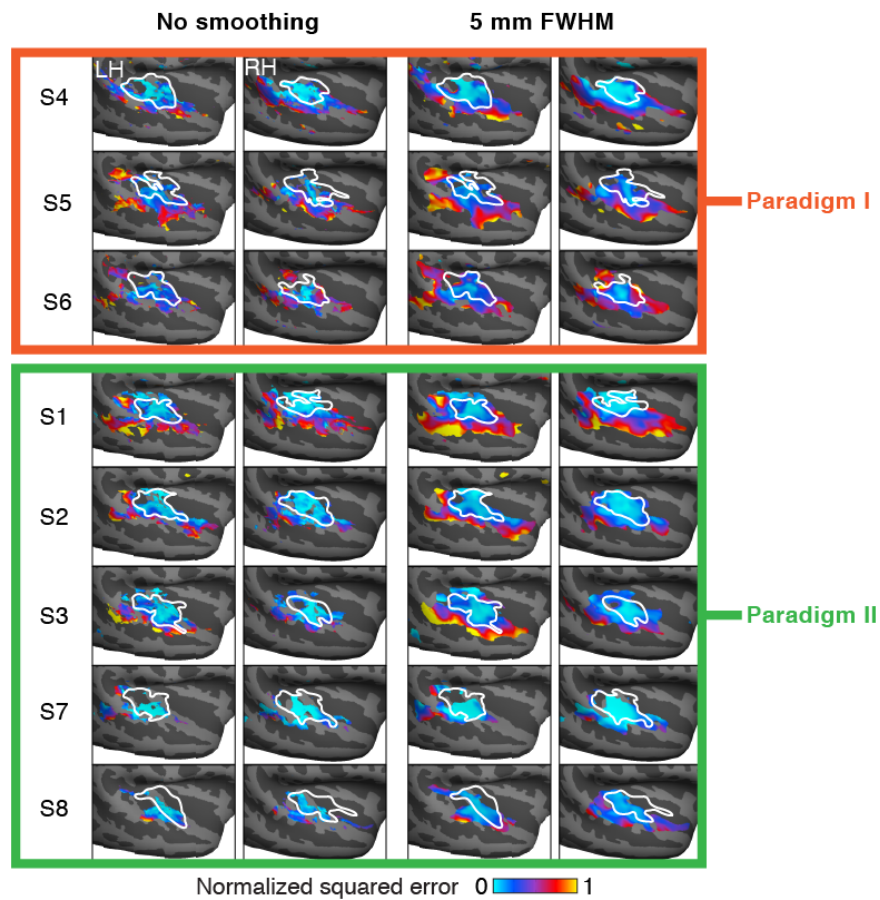 No smoothing 5 mm FWHM
LH RH
S4
S5
Paradigm I
S6
S1
S2
S3
Paradigm II
S7
S8
Normalized squared error 0 1